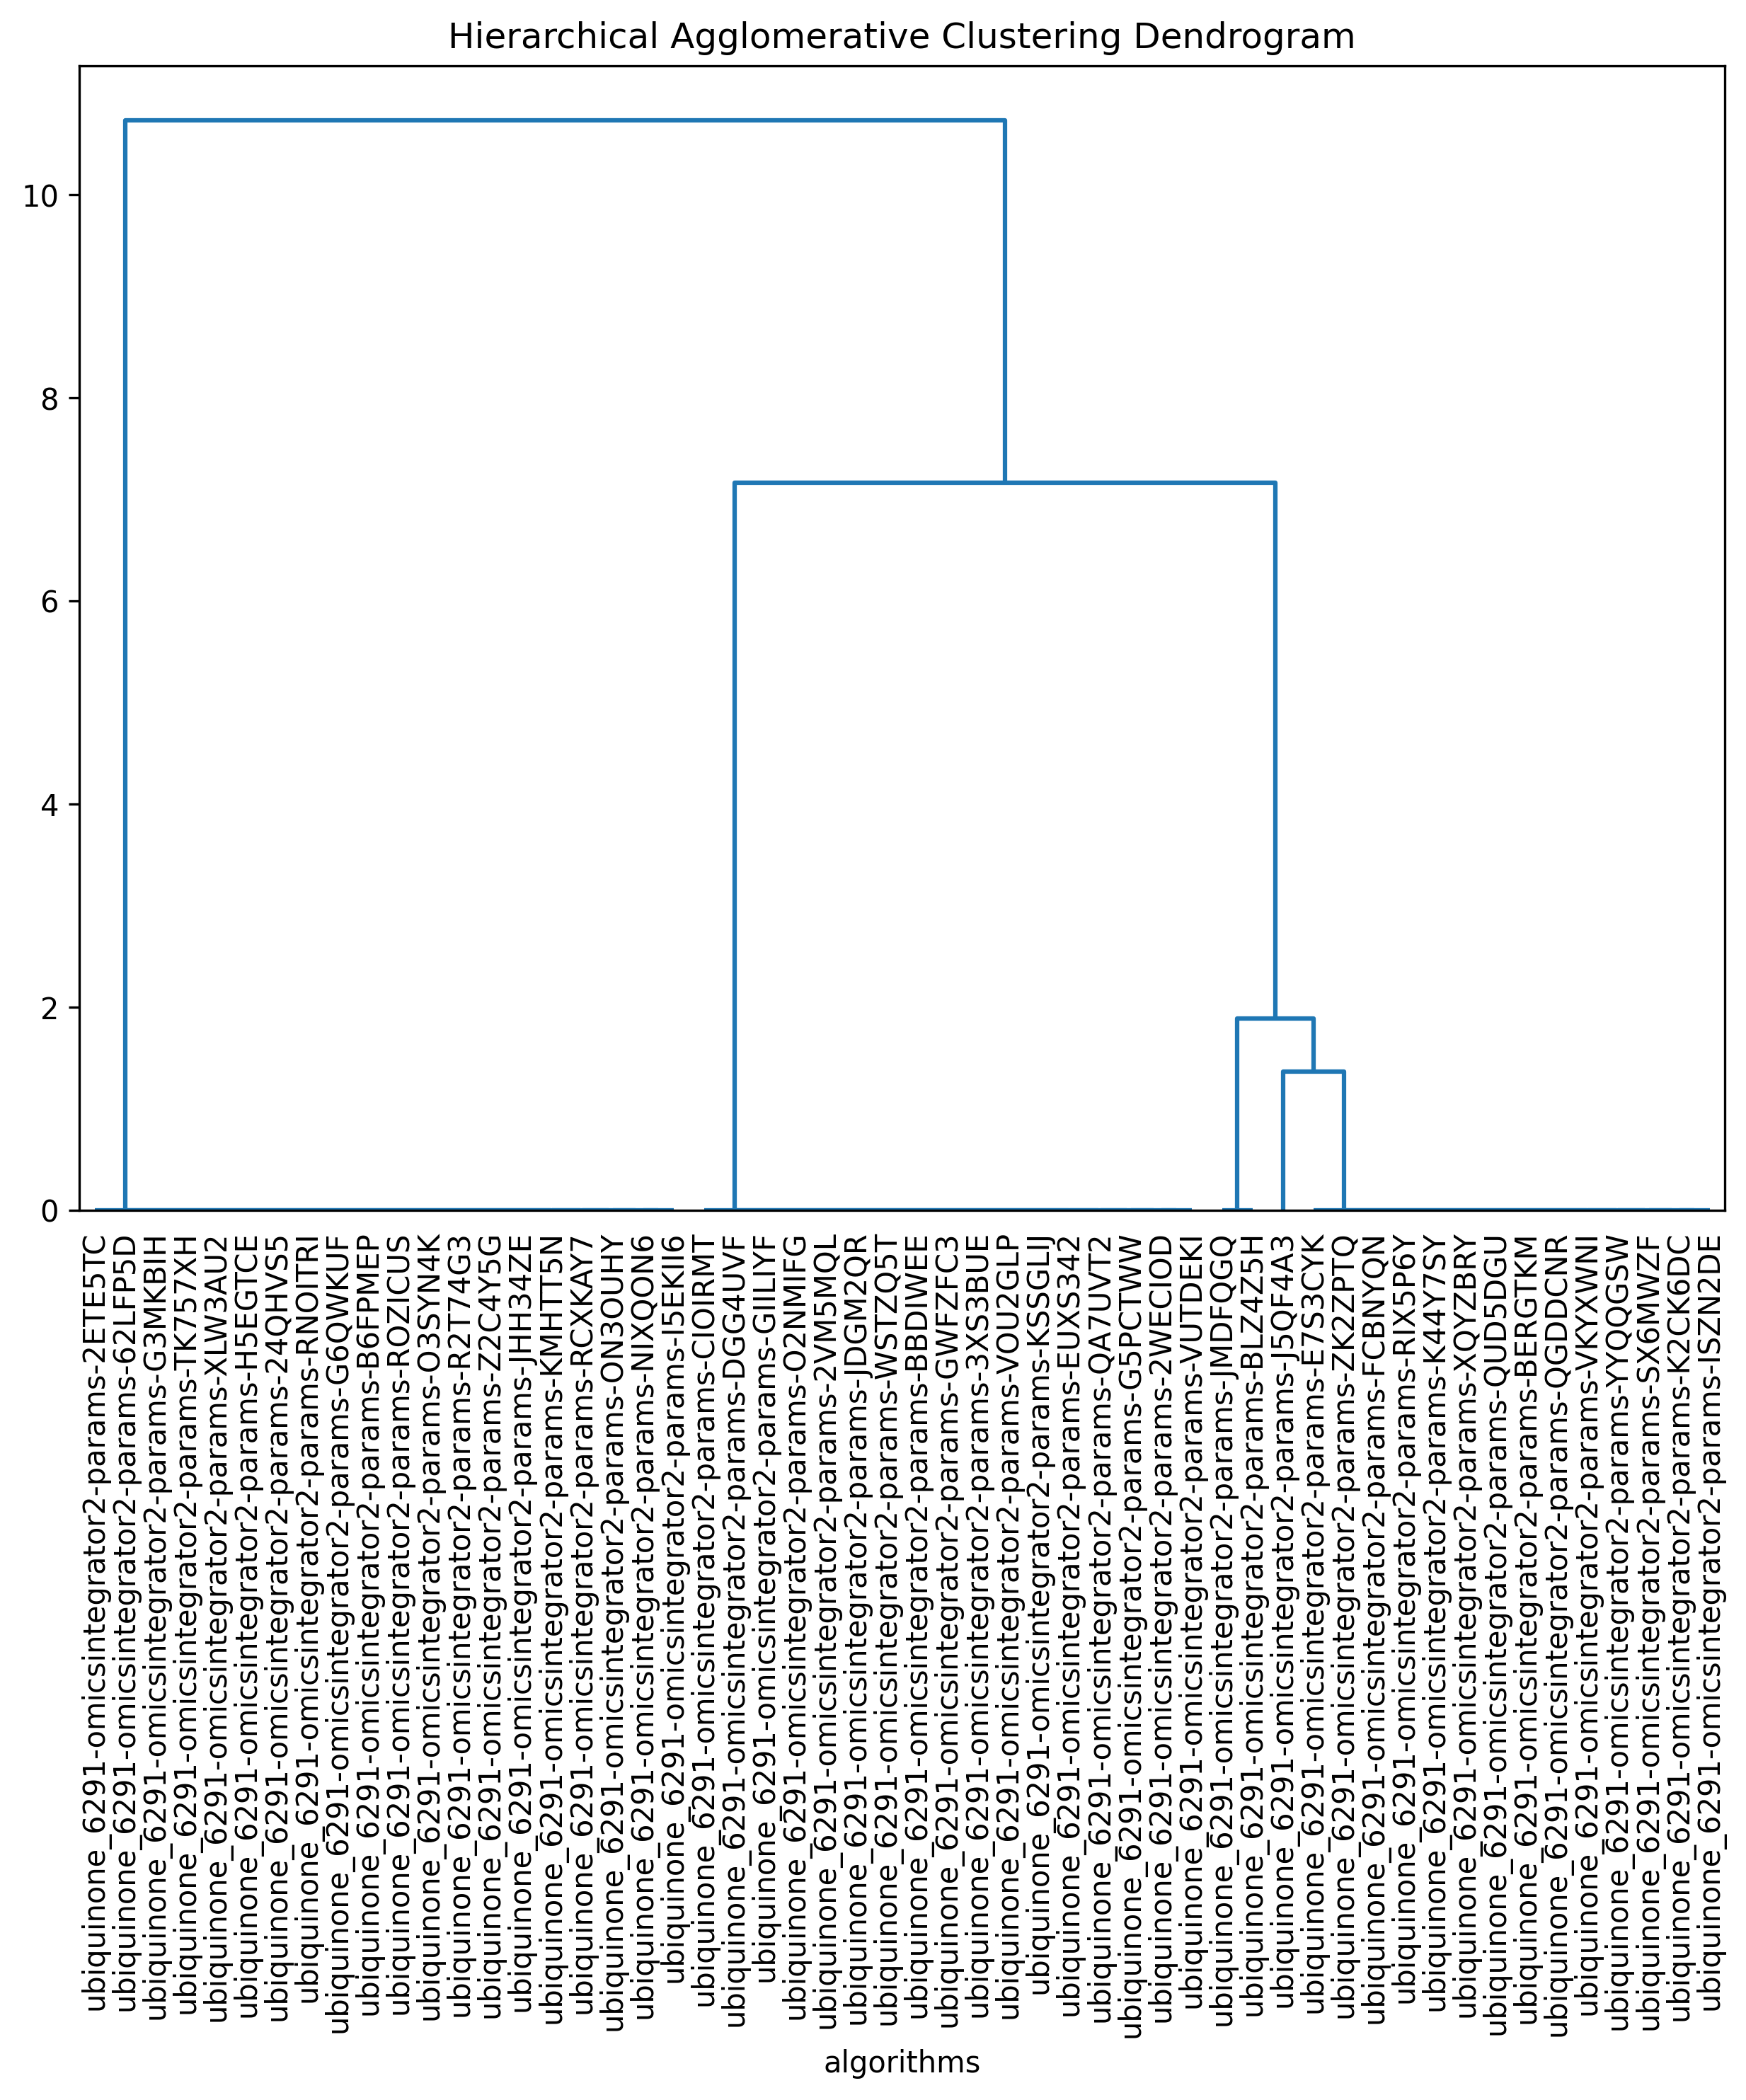 Hierarchical Agglomerative Clustering Dendrogram
10
8
6
4
2
0
ubiquinone_6291-omicsintegrator2-params-2ETE5TC
ubiquinone_6291-omicsintegrator2-params-62LFP5D
ubiquinone_6291-omicsintegrator2-params-G3MKBIH
ubiquinone_6291-omicsintegrator2-params-TK757XH
ubiquinone_6291-omicsintegrator2-params-XLW3AU2
ubiquinone_6291-omicsintegrator2-params-H5EGTCE
ubiquinone_6291-omicsintegrator2-params-24QHVS5
ubiquinone_6291-omicsintegrator2-params-RNOITRI
ubiquinone_6291-omicsintegrator2-params-G6QWKUF
ubiquinone_6291-omicsintegrator2-params-B6FPMEP
ubiquinone_6291-omicsintegrator2-params-ROZICUS
ubiquinone_6291-omicsintegrator2-params-O3SYN4K
ubiquinone_6291-omicsintegrator2-params-R2T74G3
ubiquinone_6291-omicsintegrator2-params-Z2C4Y5G
ubiquinone_6291-omicsintegrator2-params-JHH34ZE
ubiquinone_6291-omicsintegrator2-params-KMHTT5N
ubiquinone_6291-omicsintegrator2-params-RCXKAY7
ubiquinone_6291-omicsintegrator2-params-ON3OUHY
ubiquinone_6291-omicsintegrator2-params-NIXQON6
ubiquinone_6291-omicsintegrator2-params-I5EKII6
ubiquinone_6291-omicsintegrator2-params-CIOIRMT
ubiquinone_6291-omicsintegrator2-params-DGG4UVF
ubiquinone_6291-omicsintegrator2-params-GIILIYF
ubiquinone_6291-omicsintegrator2-params-O2NMIFG
ubiquinone_6291-omicsintegrator2-params-2VM5MQL
ubiquinone_6291-omicsintegrator2-params-JDGM2QR
ubiquinone_6291-omicsintegrator2-params-WSTZQ5T
ubiquinone_6291-omicsintegrator2-params-BBDIWEE
ubiquinone_6291-omicsintegrator2-params-GWFZFC3
ubiquinone_6291-omicsintegrator2-params-3XS3BUE
ubiquinone_6291-omicsintegrator2-params-VOU2GLP
ubiquinone_6291-omicsintegrator2-params-KSSGLIJ
ubiquinone_6291-omicsintegrator2-params-EUXS342
ubiquinone_6291-omicsintegrator2-params-QA7UVT2
ubiquinone_6291-omicsintegrator2-params-G5PCTWW
ubiquinone_6291-omicsintegrator2-params-2WECIOD
ubiquinone_6291-omicsintegrator2-params-VUTDEKI
ubiquinone_6291-omicsintegrator2-params-JMDFQGQ
ubiquinone_6291-omicsintegrator2-params-BLZ4Z5H
ubiquinone_6291-omicsintegrator2-params-J5QF4A3
ubiquinone_6291-omicsintegrator2-params-E7S3CYK
ubiquinone_6291-omicsintegrator2-params-ZK2ZPTQ
ubiquinone_6291-omicsintegrator2-params-FCBNYQN
ubiquinone_6291-omicsintegrator2-params-RIX5P6Y
ubiquinone_6291-omicsintegrator2-params-K44Y7SY
ubiquinone_6291-omicsintegrator2-params-XQYZBRY
ubiquinone_6291-omicsintegrator2-params-QUD5DGU
ubiquinone_6291-omicsintegrator2-params-BERGTKM
ubiquinone_6291-omicsintegrator2-params-QGDDCNR
ubiquinone_6291-omicsintegrator2-params-VKYXWNI
ubiquinone_6291-omicsintegrator2-params-YYQQGSW
ubiquinone_6291-omicsintegrator2-params-SX6MWZF
ubiquinone_6291-omicsintegrator2-params-K2CK6DC
ubiquinone_6291-omicsintegrator2-params-ISZN2DE
algorithms